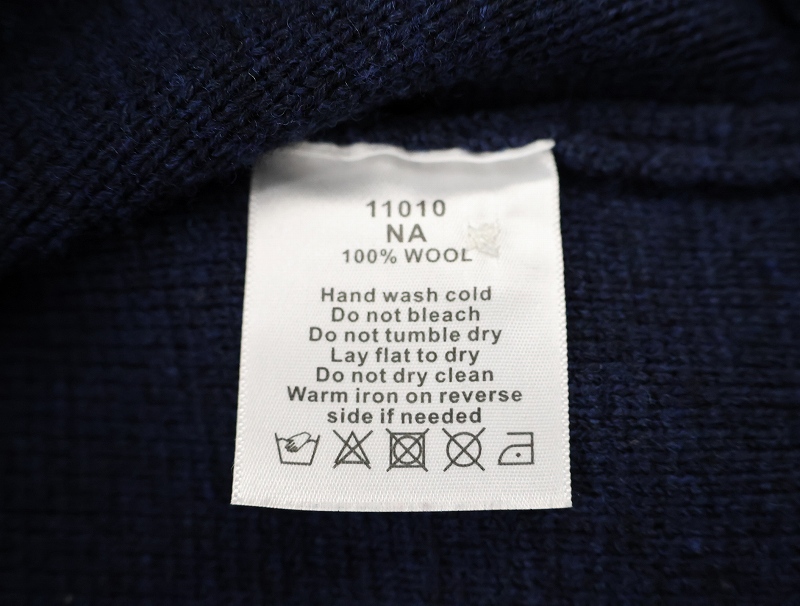 11010
NA
100% WOOL
Hand wash cold
Do not bleach
Do not tumble dry
Lay flat to dry
Do not dry clean
Warm iron on reverse
side if needed